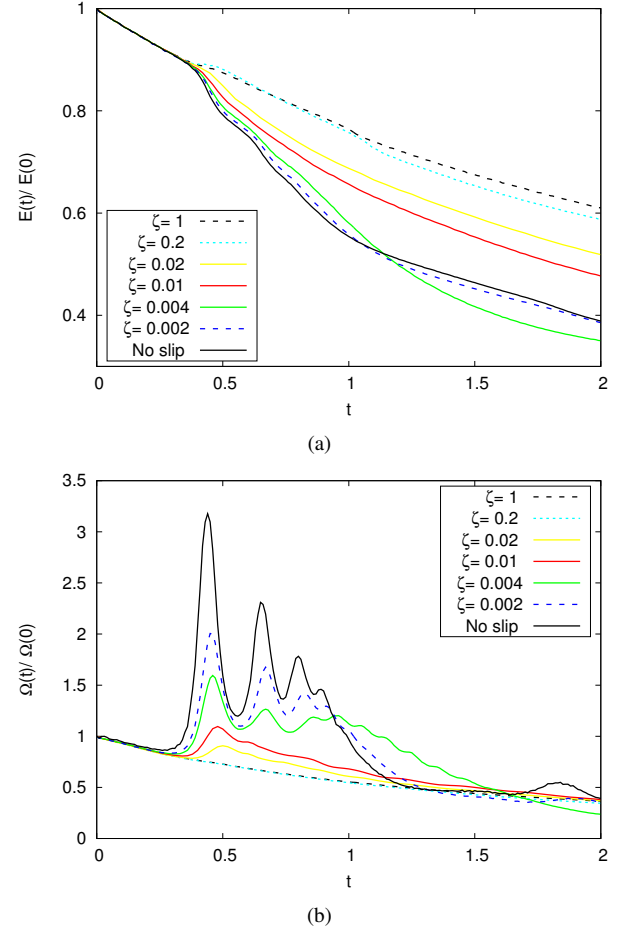 1
0.8
0.6
0.4
E(t)/ E(0)
ζ= 1
ζ= 0.2
ζ= 0.02
ζ= 0.01
ζ= 0.004
ζ= 0.002
No slip
0 0.5 1 1.5 2
t
(a)
3.5
3
2.5
2
1.5
1
0.5
0
Ω(t)/ Ω(0)
ζ= 1
ζ= 0.2
ζ= 0.02
ζ= 0.01
ζ= 0.004
ζ= 0.002
No slip
0 0.5 1 1.5 2
t
(b)